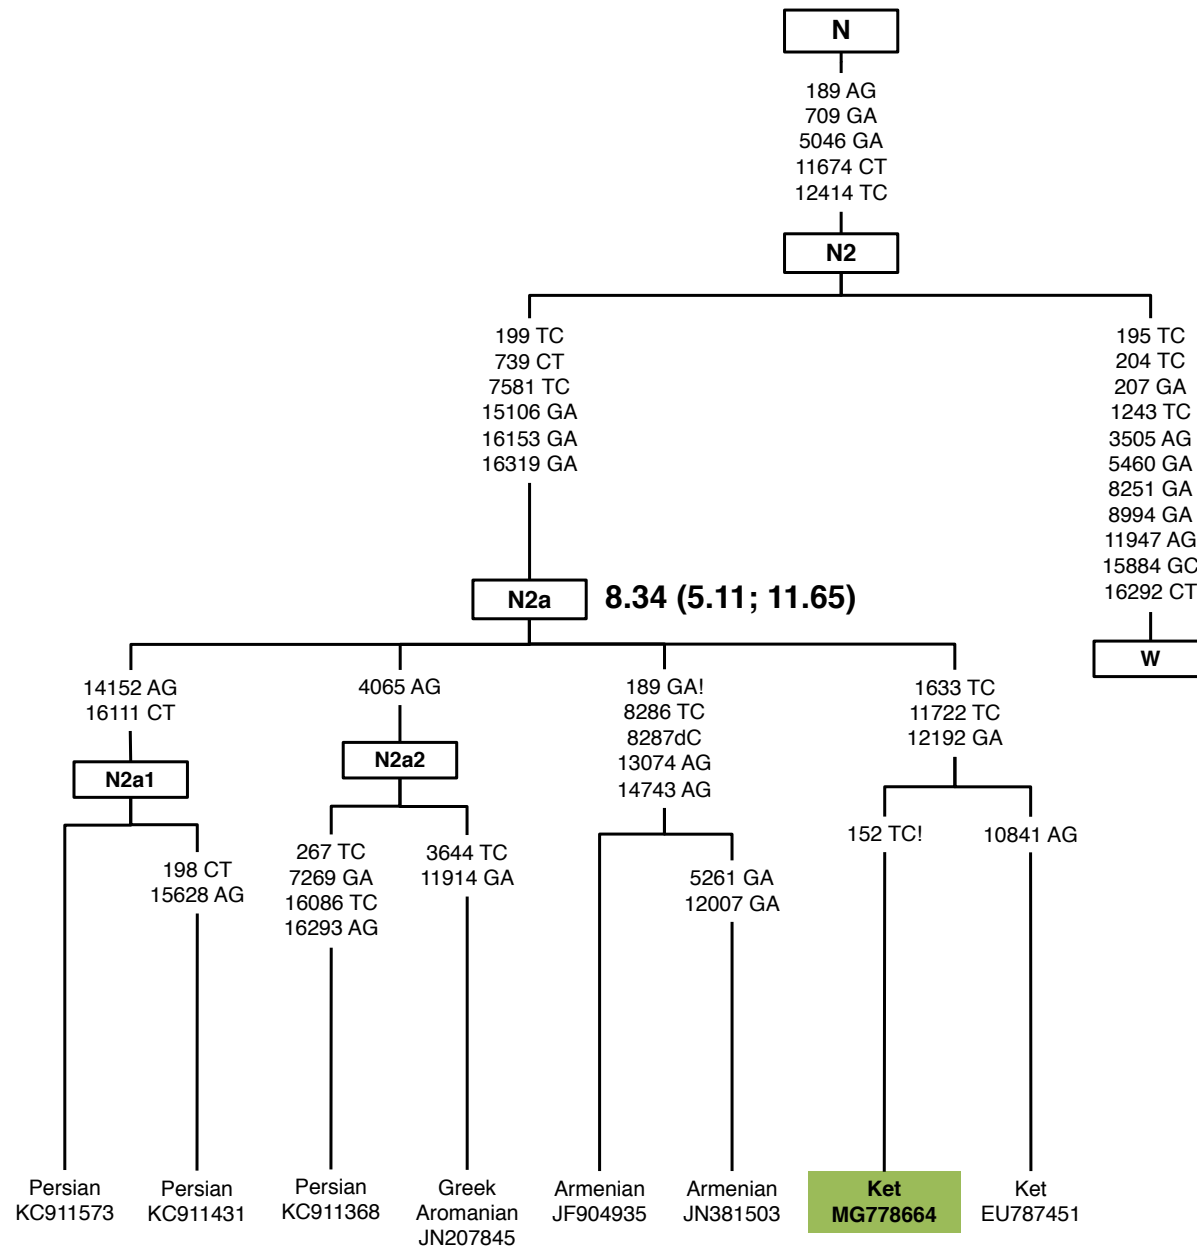 N
189 AG
709 GA
5046 GA
11674 CT
12414 TC
N2
199 TC
739 CT
7581 TC
15106 GA
16153 GA
16319 GA
195 TC
204 TC
207 GA
1243 TC
3505 AG
5460 GA
8251 GA
8994 GA
11947 AG
15884 GC
16292 CT
N2a
8.34 (5.11; 11.65)
W
14152 AG
16111 CT
N2a1
4065 AG
N2a2
189 GA!
8286 TC
8287dC
13074 AG
14743 AG
1633 TC
11722 TC
12192 GA
198 CT
15628 AG
267 TC
7269 GA
16086 TC
16293 AG
3644 TC
11914 GA
5261 GA
12007 GA
152 TC!
10841 AG
Persian
KC911573
Persian
KC911431
Persian
KC911368
Greek
Aromanian
JN207845
Armenian
JF904935
Armenian
JN381503
Ket
MG778664
Ket
EU787451